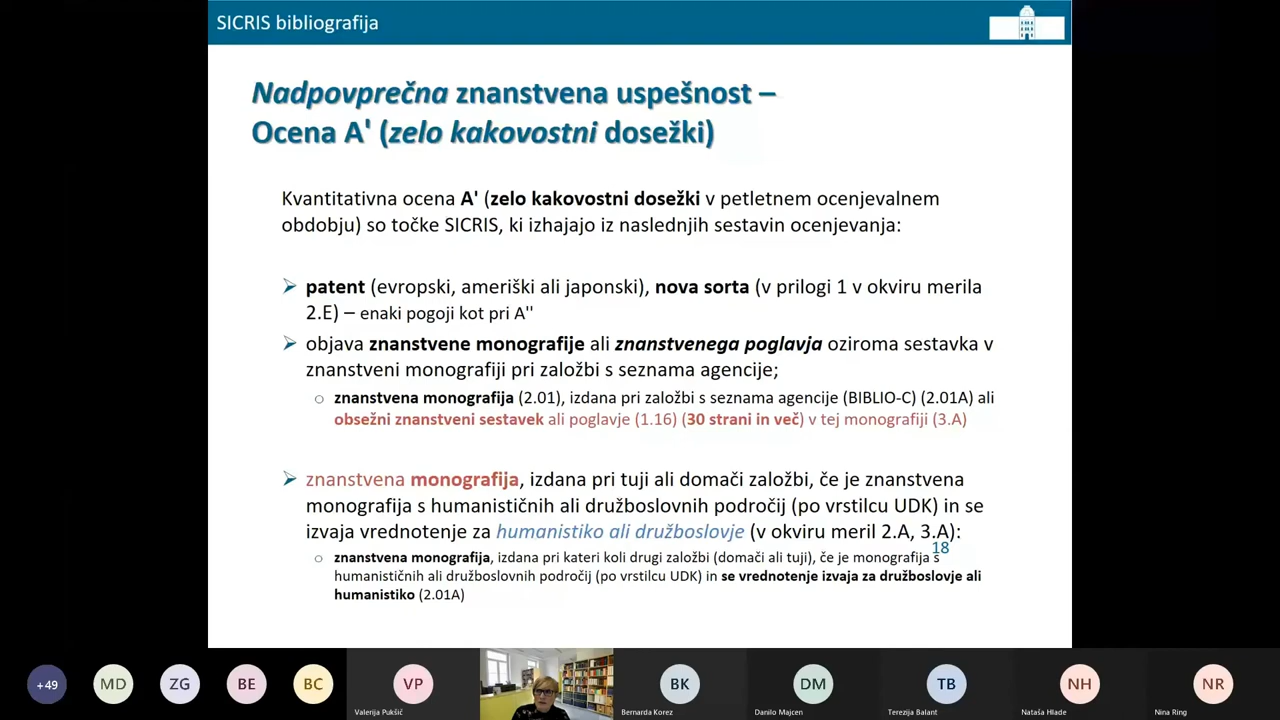 SICRIS bibliografija
Nadpovprečna znanstvena uspešnost –
Ocena A' (zelo kakovostni dosežki)
Kvantitativna ocena A' (zelo kakovostni dosežki v petletnem ocenjevalnem
obdobju) so točke SICRIS, ki izhajajo iz naslednjih sestavin ocenjevanja:
➢ patent (evropski, ameriški ali japonski), nova sorta (v prilogi 1 v okviru merila
2.E) – enaki pogoji kot pri A''
➢ objava znanstvene monografije ali znanstvenega poglavja oziroma sestavka v
znanstveni monografiji pri založbi s seznama agencije;
○ znanstvena monografija (2.01), izdana pri založbi s seznama agencije (BIBLIO-C) (2.01A) ali
obsežni znanstveni sestavek ali poglavje (1.16) (30 strani in več) v tej monografiji (3.A)
➢ znanstvena monografija, izdana pri tuji ali domači založbi, če je znanstvena
monografija s humanističnih ali družboslovnih področij (po vrstilcu UDK) in se
izvaja vrednotenje za humanistiko ali družboslovje (v okviru meril 2.A, 3.A):
18
○ znanstvena monografija, izdana pri kateri koli drugi založbi (domači ali tuji), če je monografija s
humanističnih ali družboslovnih področij (po vrstilcu UDK) in se vrednotenje izvaja za družboslovje ali
humanistiko (2.01A)
+49
MD
ZG
BE
BC
VP
BK
DM
TB
NH
NR
Valerija Pukšič
Bernarda Korez
Danilo Majcen
Terezija Balant
Nataša Hlade
Nina Ring